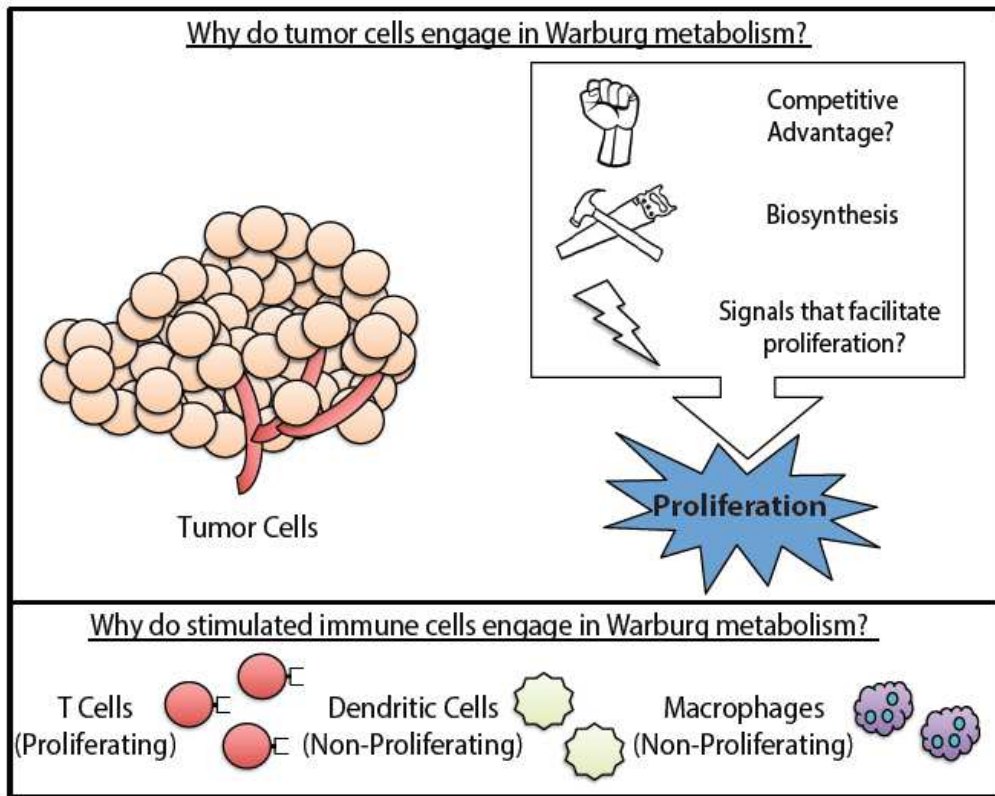 Why do tumor cells engage in Warburg metabolism?
Competitive
Advantage?
Biosynthesis
Signals that facilitate
proliferation?
Proliferation
Tumor Cells
Why do stimulated immune cells engage in Warburg metabolism?
T Cells
(Proliferating)
Dendritic Cells
(Non-Proliferating)
Macrophages
(Non-Proliferating)